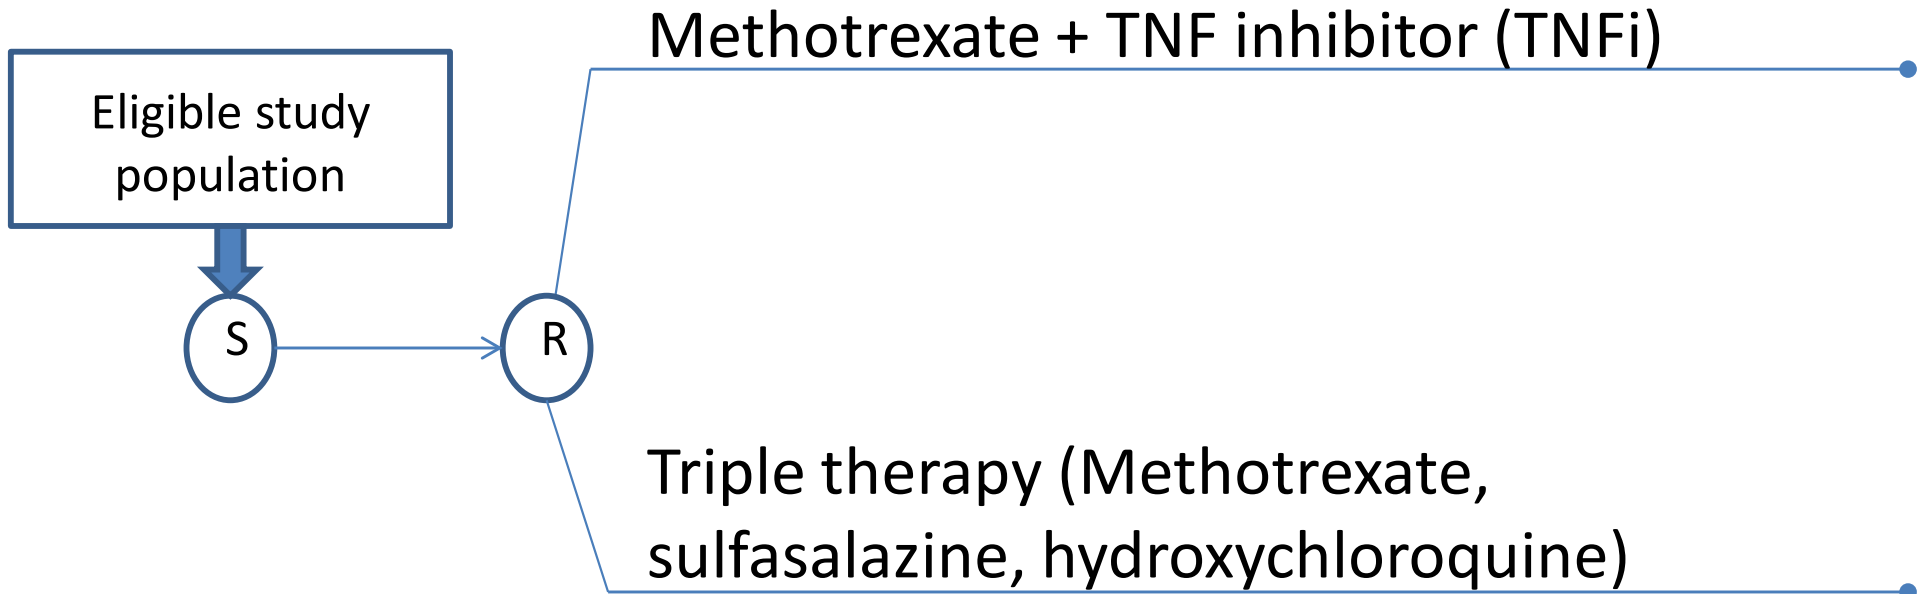 Methotrexate + TNF inhibitor (TNFi)
Eligible study
population
S
R
Triple therapy (Methotrexate,
sulfasalazine, hydroxychloroquine)